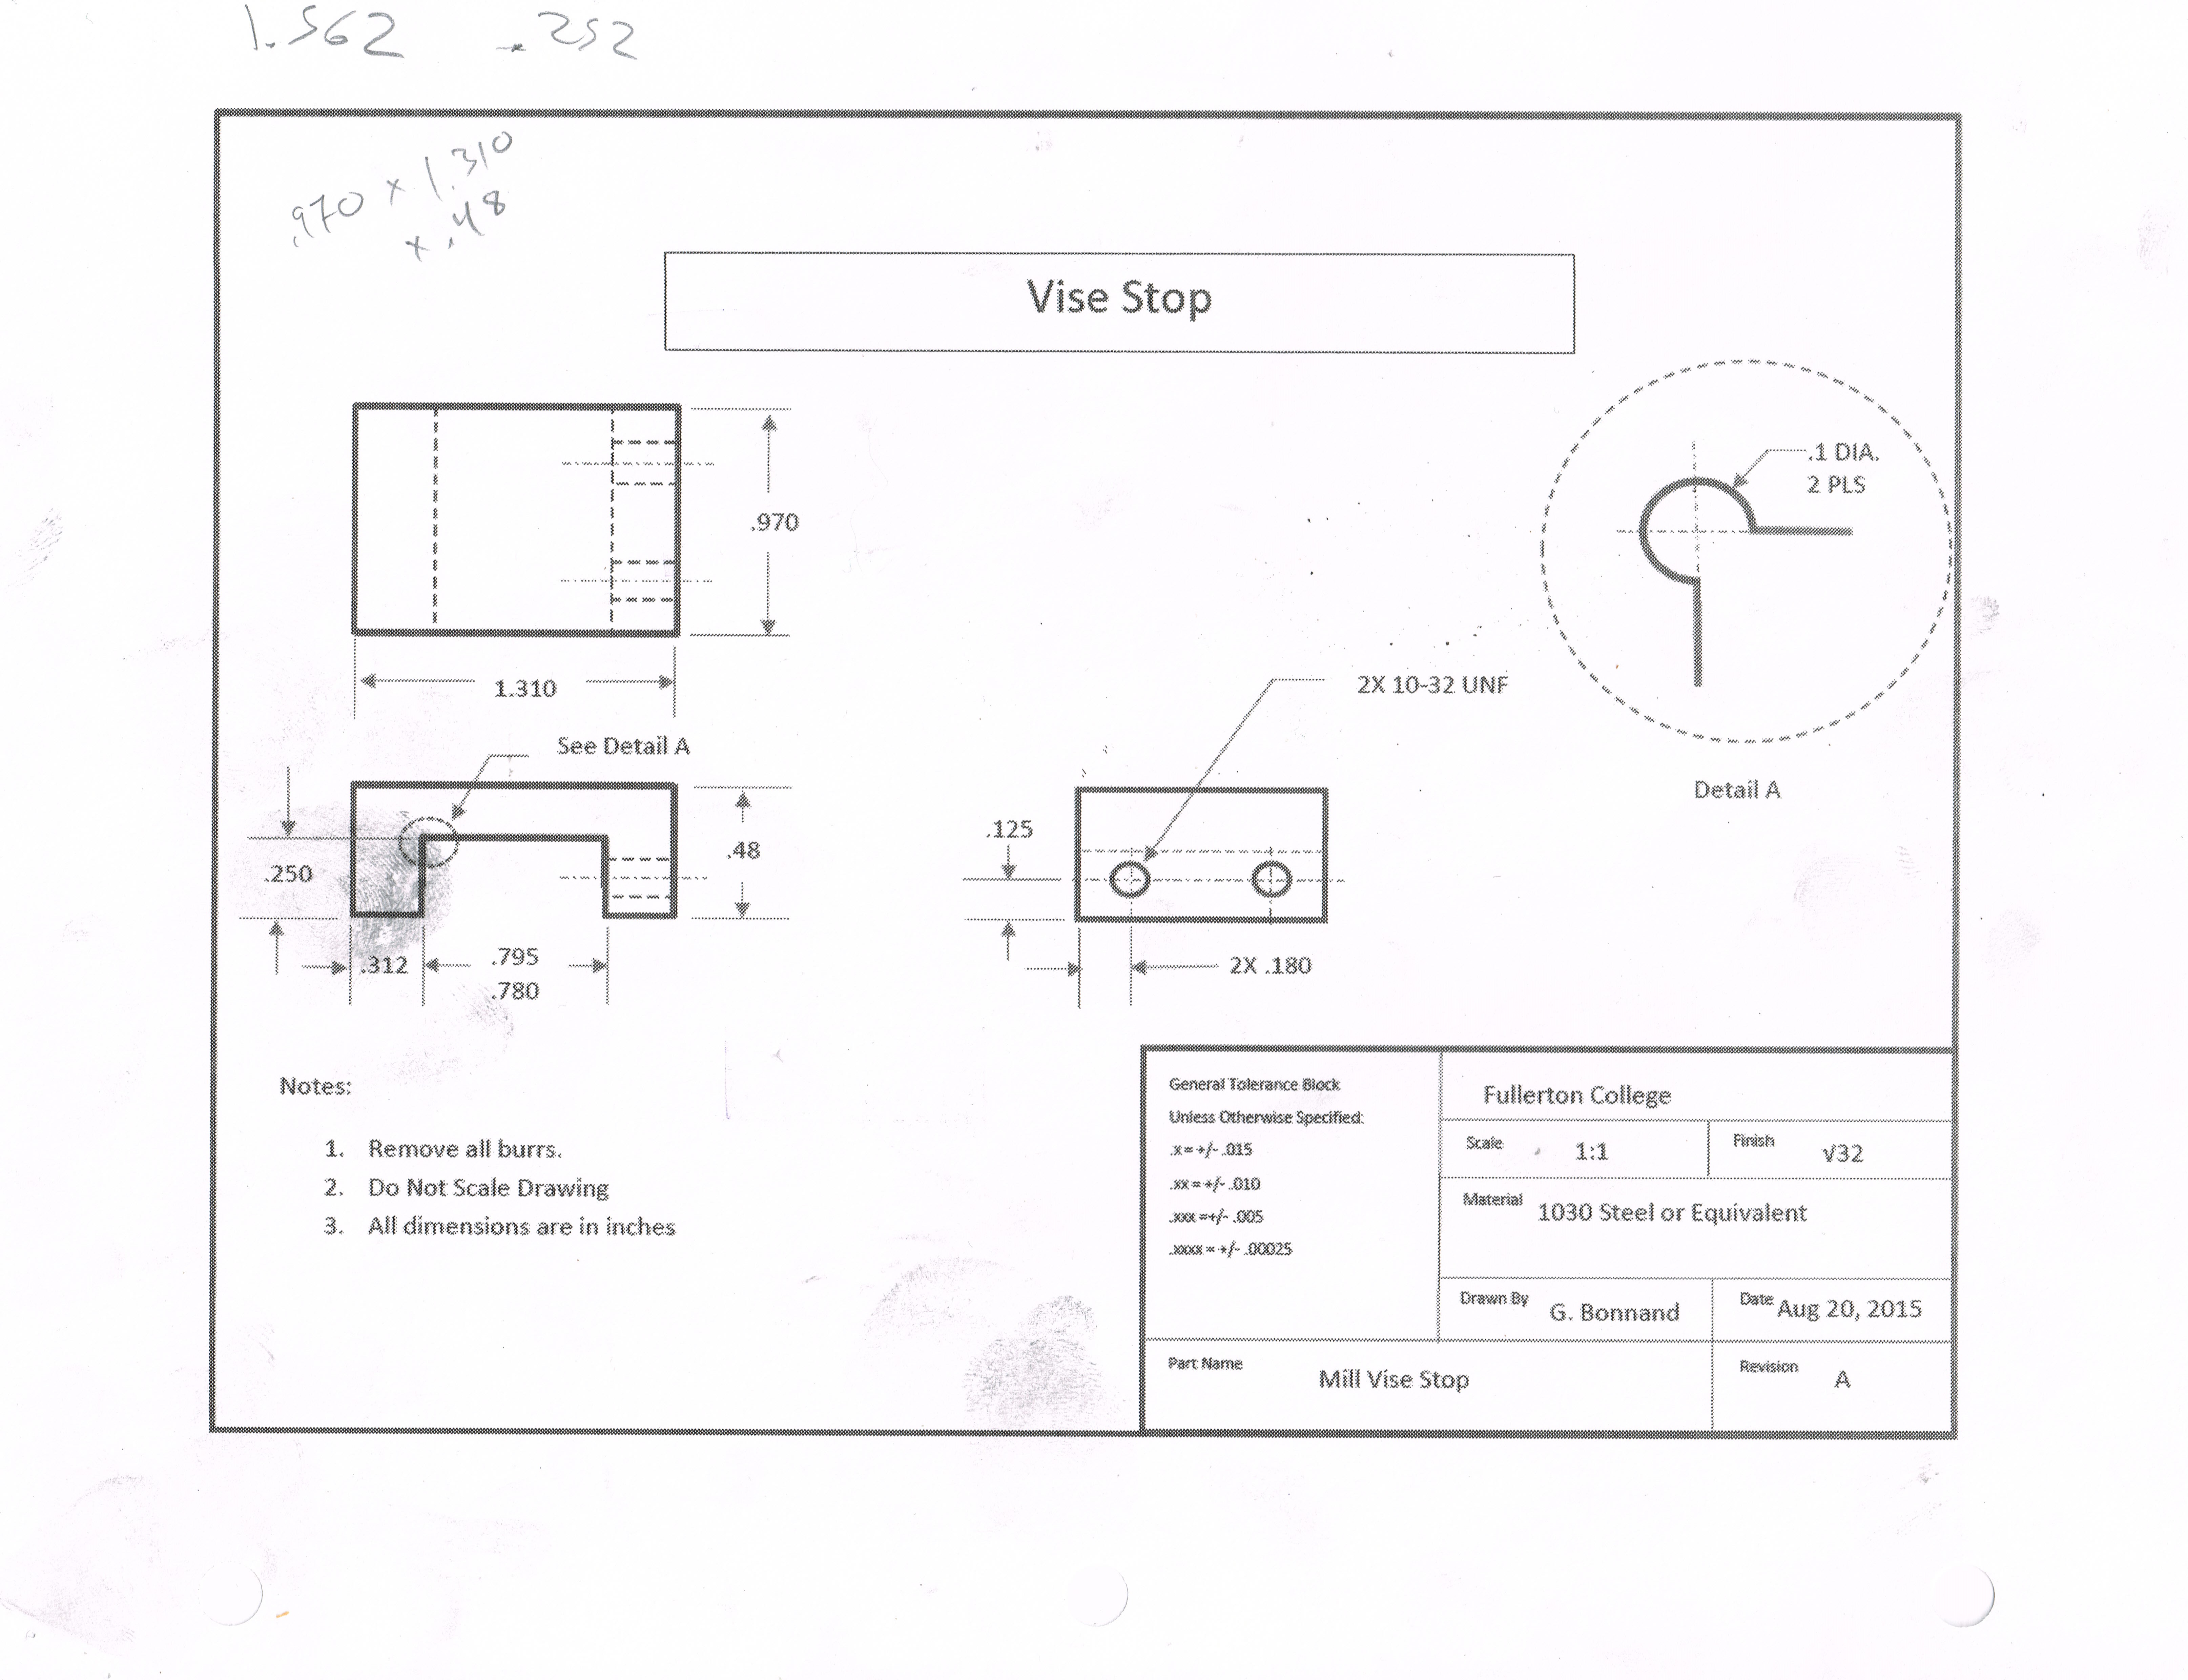 1.562 .252
.970 x 1.310
x .48
Vise Stop
.970
1.310
.1 DIA.
2 PLS
Detail A
2X 10-32 UNF
See Detail A
.250
.48
.312
.795
.780
.125
2X .180
Notes:
1. Remove all burrs.
2. Do Not Scale Drawing
3. All dimensions are in inches
General Tolerance Block
Unless Otherwise Specified:
.x = +/- .015
.xx = +/- .010
.xxx =+/- .005
.xxxx = +/- .00025
Fullerton College
Scale 1:1
Finish √32
Material 1030 Steel or Equivalent
Drawn By G. Bonnand
Date Aug 20, 2015
Part Name Mill Vise Stop
Revision A